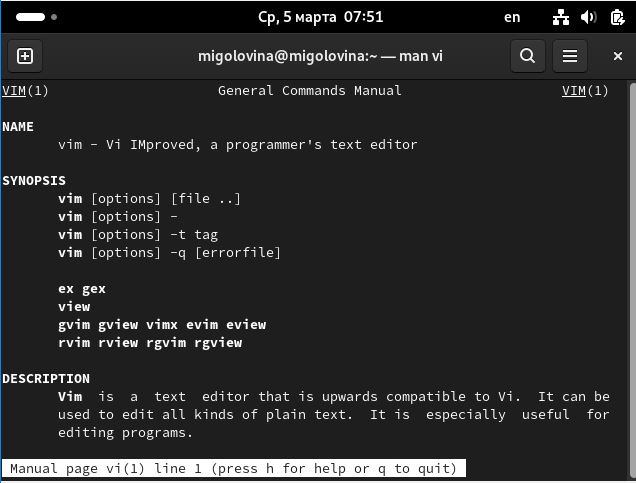 Ср, 5 марта 07:51
en
migolovina@migolovina:~ — man vi
VIM(1) General Commands Manual VIM(1)
NAME
vim - Vi IMproved, a programmer's text editor
SYNOPSIS
vim [options] [file ..]
vim [options] -
vim [options] -t tag
vim [options] -q [errorfile]
ex gex
view
gvim gview vimx evim eview
rvim rview rgvim rgview
DESCRIPTION
Vim is a text editor that is upwards compatible to Vi. It can be
used to edit all kinds of plain text. It is especially useful for
editing programs.
Manual page vi(1) line 1 (press h for help or q to quit)